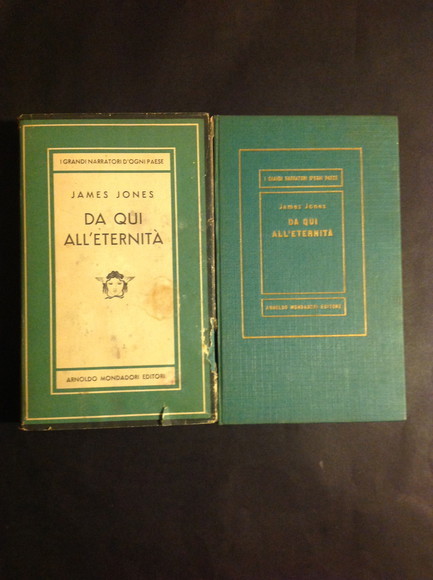 I GRANDI NARRATORI D'OGNI PAESE
JAMES JONES
DA QUI
ALL'ETERNITÀ
ARNOLDO MONDADORI EDITORE
I GRANDI NARRATORI D'OGNI PAESE
James Jones
DA QUI
ALL'ETERNITÀ
ARNOLDO MONDADORI EDITORE